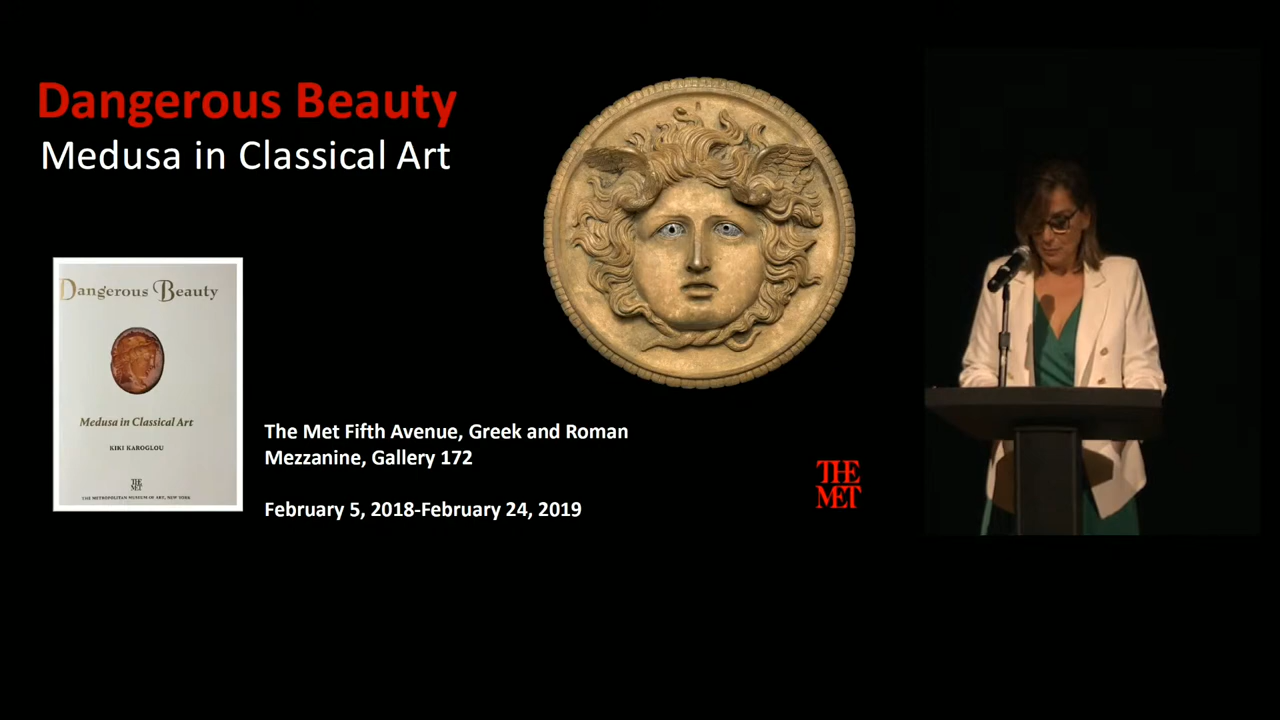 Dangerous Beauty
Medusa in Classical Art
Dangerous Beauty
Medusa in Classical Art
KIKI KAROGLOU
THE
MET
THE METROPOLITAN MUSEUM OF ART, NEW YORK
The Met Fifth Avenue, Greek and Roman
Mezzanine, Gallery 172
February 5, 2018-February 24, 2019
THE
MET